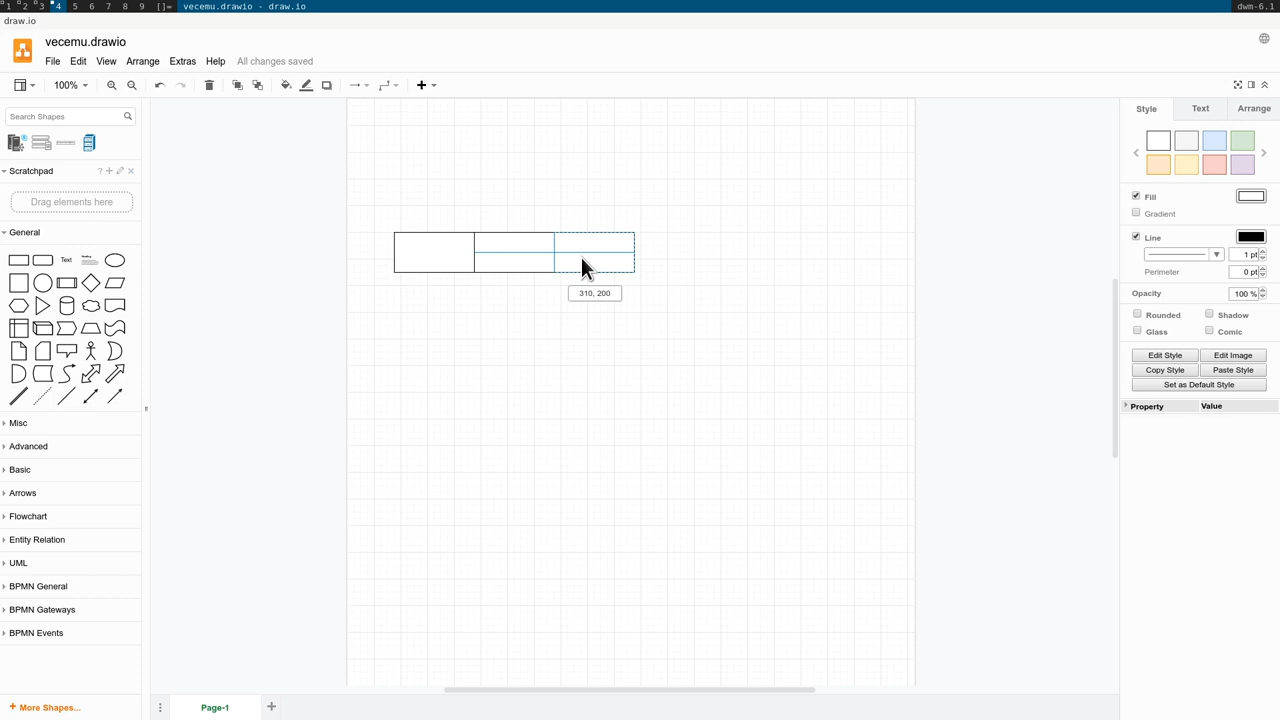 1 2 3 4 5 6 7 8 9 []= vecemu.drawio - draw.io dwm-6.1
draw.io
vecemu.drawio
File Edit View Arrange Extras Help All changes saved
100%
Search Shapes
Scratchpad ?
Drag elements here
General
Text
Misc
Advanced
Basic
Arrows
Flowchart
Entity Relation
UML
BPMN General
BPMN Gateways
BPMN Events
+ More Shapes...
310, 200
Page-1
Style Text Arrange
Fill
Gradient
Line
1 pt
Perimeter 0 pt
Opacity 100 %
Rounded Shadow
Glass Comic
Edit Style Edit Image
Copy Style Paste Style
Set as Default Style
Property Value